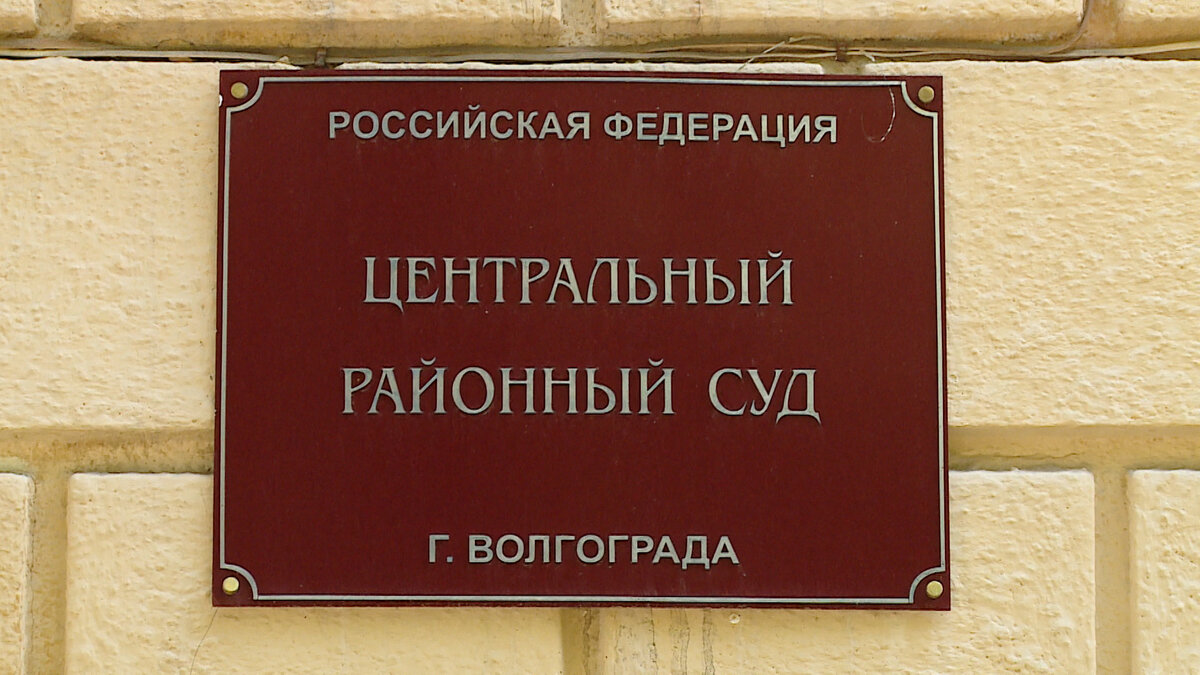 РОССИЙСКАЯ ФЕДЕРАЦИЯ
ЦЕНТРАЛЬНЫЙ
РАЙОННЫЙ СУД
Г. ВОЛГОГРАДА